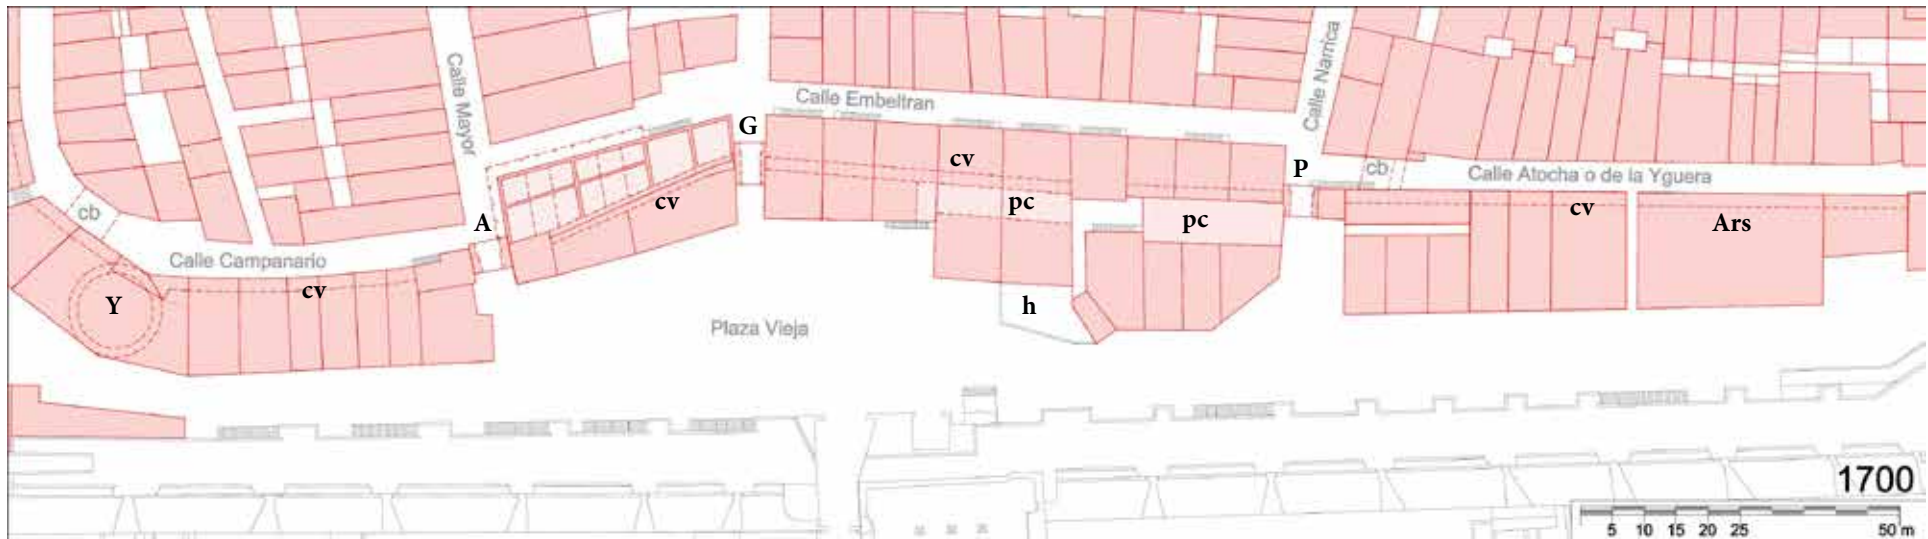 Calle Mayor
Calle Embeltran
Calle Narrica
G
cv
P
cb
Calle Atocha o de la Yguera
cb
A
cv
pc
pc
cv
Ars
Calle Campanario
Y
cv
h
Plaza Vieja
1700
5 10 15 20 25 50 m